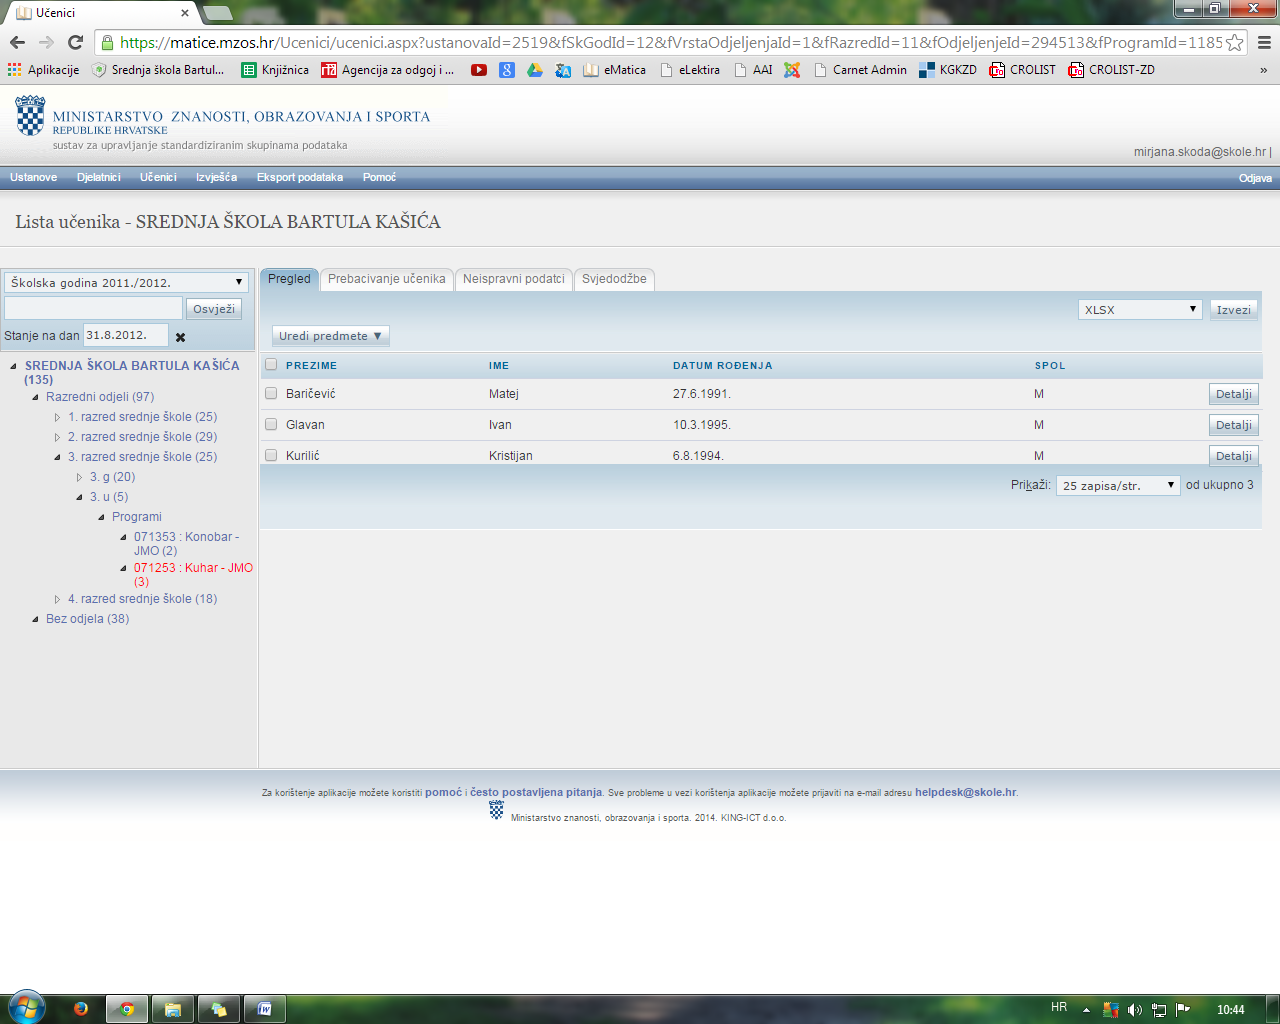 Učenici
https://matice.mzos.hr/Ucenici/ucenici.aspx?ustanovaId=2519&fSkGodId=12&fVrstaOdjeljenjaId=1&fRazredId=11&fOdjeljenjeId=294513&fProgramId=1185
Aplikacije Srednja škola Bartul... Knjižnica Agencija za odgoj i ... eMatica eLektira AAI Carnet Admin KGKZD CROLIST CROLIST-ZD »
MINISTARSTVO ZNANOSTI, OBRAZOVANJA I SPORTA
REPUBLIKE HRVATSKE
sustav za upravljanje standardiziranim skupinama podataka
mirjana.skoda@skole.hr |
Ustanove Djelatnici Učenici Izvješća Eksport podataka Pomoć Odjava
Lista učenika - SREDNJA ŠKOLA BARTULA KAŠIĆA
Školska godina 2011./2012.
Osvježi
Stanje na dan 31.8.2012.
SREDNJA ŠKOLA BARTULA KAŠIĆA
(135)
Razredni odjeli (97)
1. razred srednje škole (25)
2. razred srednje škole (29)
3. razred srednje škole (25)
3. g (20)
3. u (5)
Programi
071353 : Konobar -
JMO (2)
071253 : Kuhar - JMO
(3)
4. razred srednje škole (18)
Bez odjela (38)
Pregled Prebacivanje učenika Neispravni podatci Svjedodžbe
XLSX Izvezi
Uredi predmete ▼
PREZIME IME DATUM ROĐENJA SPOL
Baričević Matej 27.6.1991. M Detalji
Glavan Ivan 10.3.1995. M Detalji
Kurilić Kristijan 6.8.1994. M Detalji
Prikaži: 25 zapisa/str. od ukupno 3
Za korištenje aplikacije možete koristiti pomoć i često postavljena pitanja. Sve probleme u vezi korištenja aplikacije možete prijaviti na e-mail adresu helpdesk@skole.hr.
Ministarstvo znanosti, obrazovanja i sporta. 2014. KING-ICT d.o.o.
HR 10:44